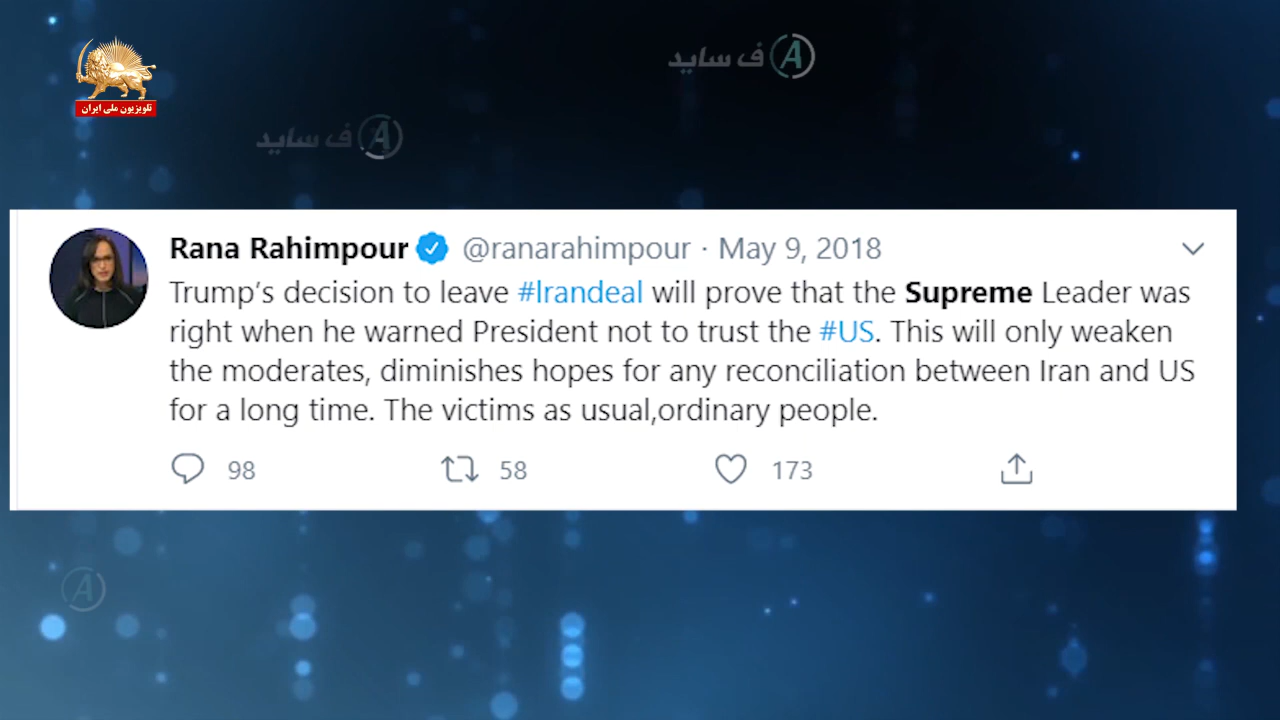 ف ساید A
تلویزیون ملی ایران
ف ساید A
Rana Rahimpour @ranarahimpour · May 9, 2018
Trump's decision to leave #Irandeal will prove that the Supreme Leader was
right when he warned President not to trust the #US. This will only weaken
the moderates, diminishes hopes for any reconciliation between Iran and US
for a long time. The victims as usual,ordinary people.
98 58 173
A